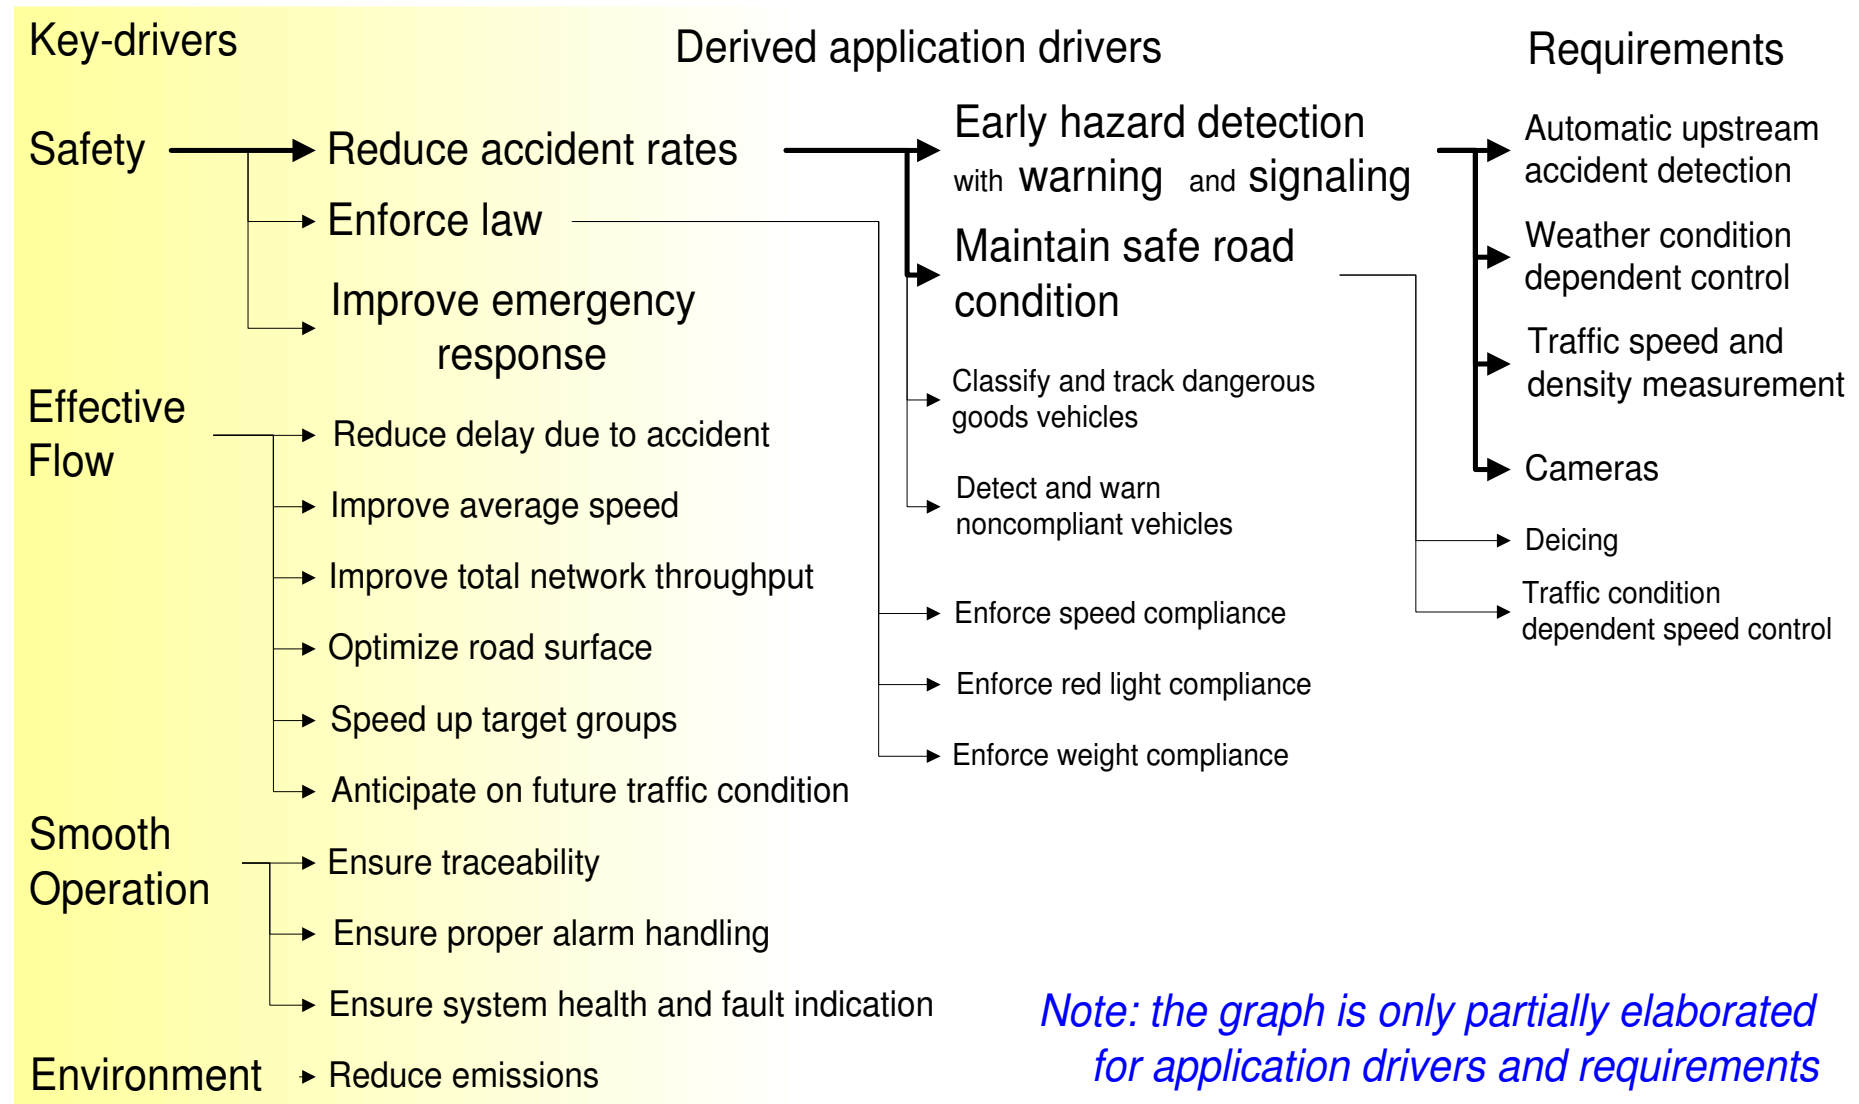 Key-drivers
Derived application drivers
Requirements
Safety
Reduce accident rates
Enforce law
Improve emergency
response
Effective
Flow
Reduce delay due to accident
Improve average speed
Improve total network throughput
Optimize road surface
Speed up target groups
Anticipate on future traffic condition
Smooth
Operation
Ensure traceability
Ensure proper alarm handling
Ensure system health and fault indication
Environment
Reduce emissions
Early hazard detection
with warning and signaling
Maintain safe road
condition
Classify and track dangerous
goods vehicles
Detect and warn
noncompliant vehicles
Enforce speed compliance
Enforce red light compliance
Enforce weight compliance
Automatic upstream
accident detection
Weather condition
dependent control
Traffic speed and
density measurement
Cameras
Deicing
Traffic condition
dependent speed control
Note: the graph is only partially elaborated
for application drivers and requirements